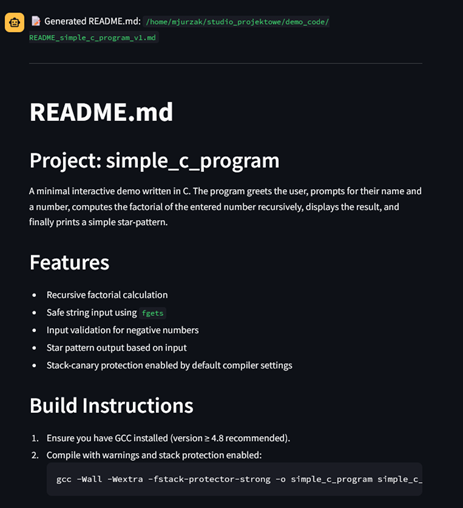 Generated README.md: /home/mjurzak/studio_projektowe/demo_code/
README_simple_c_program_v1.md
README.md
Project: simple_c_program
A minimal interactive demo written in C. The program greets the user, prompts for their name and
a number, computes the factorial of the entered number recursively, displays the result, and
finally prints a simple star-pattern.
Features
• Recursive factorial calculation
• Safe string input using fgets
• Input validation for negative numbers
• Star pattern output based on input
• Stack-canary protection enabled by default compiler settings
Build Instructions
1. Ensure you have GCC installed (version ≥ 4.8 recommended).
2. Compile with warnings and stack protection enabled:
gcc -Wall -Wextra -fstack-protector-strong -o simple_c_program simple_c_